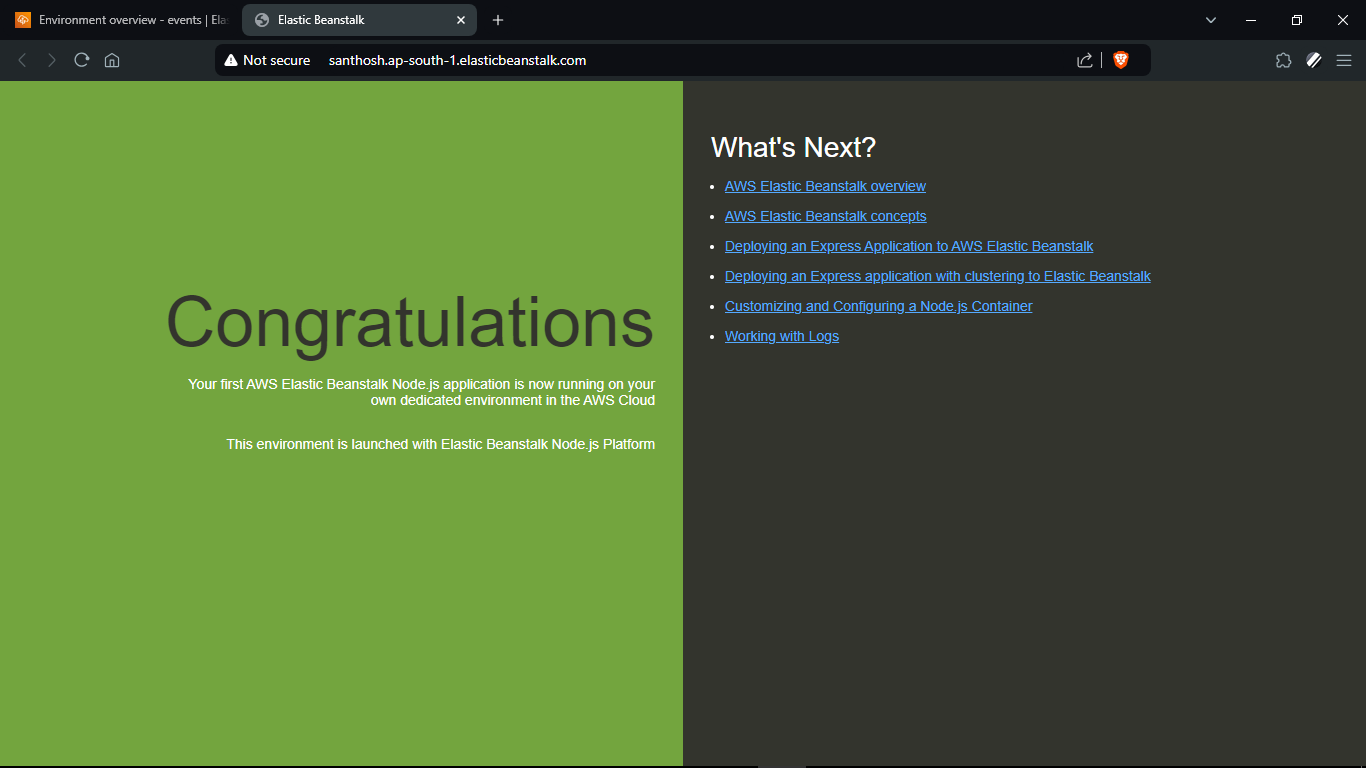 Environment overview - events | Ela
Elastic Beanstalk
Not secure santhosh.ap-south-1.elasticbeanstalk.com
Congratulations
Your first AWS Elastic Beanstalk Node.js application is now running on your
own dedicated environment in the AWS Cloud
This environment is launched with Elastic Beanstalk Node.js Platform
What's Next?
AWS Elastic Beanstalk overview
AWS Elastic Beanstalk concepts
Deploying an Express Application to AWS Elastic Beanstalk
Deploying an Express application with clustering to Elastic Beanstalk
Customizing and Configuring a Node.js Container
Working with Logs